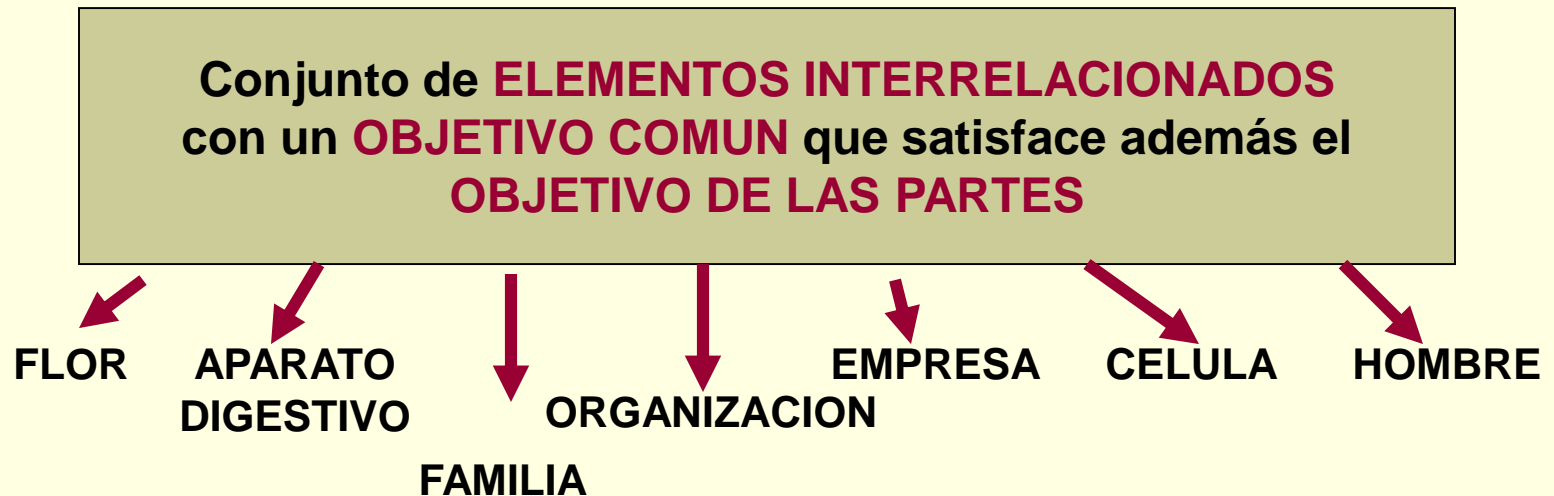 Conjunto de ELEMENTOS INTERRELACIONADOS
con un OBJETIVO COMUN que satisface además el
OBJETIVO DE LAS PARTES
FLOR
APARATO
DIGESTIVO
FAMILIA
ORGANIZACION
EMPRESA
CELULA
HOMBRE